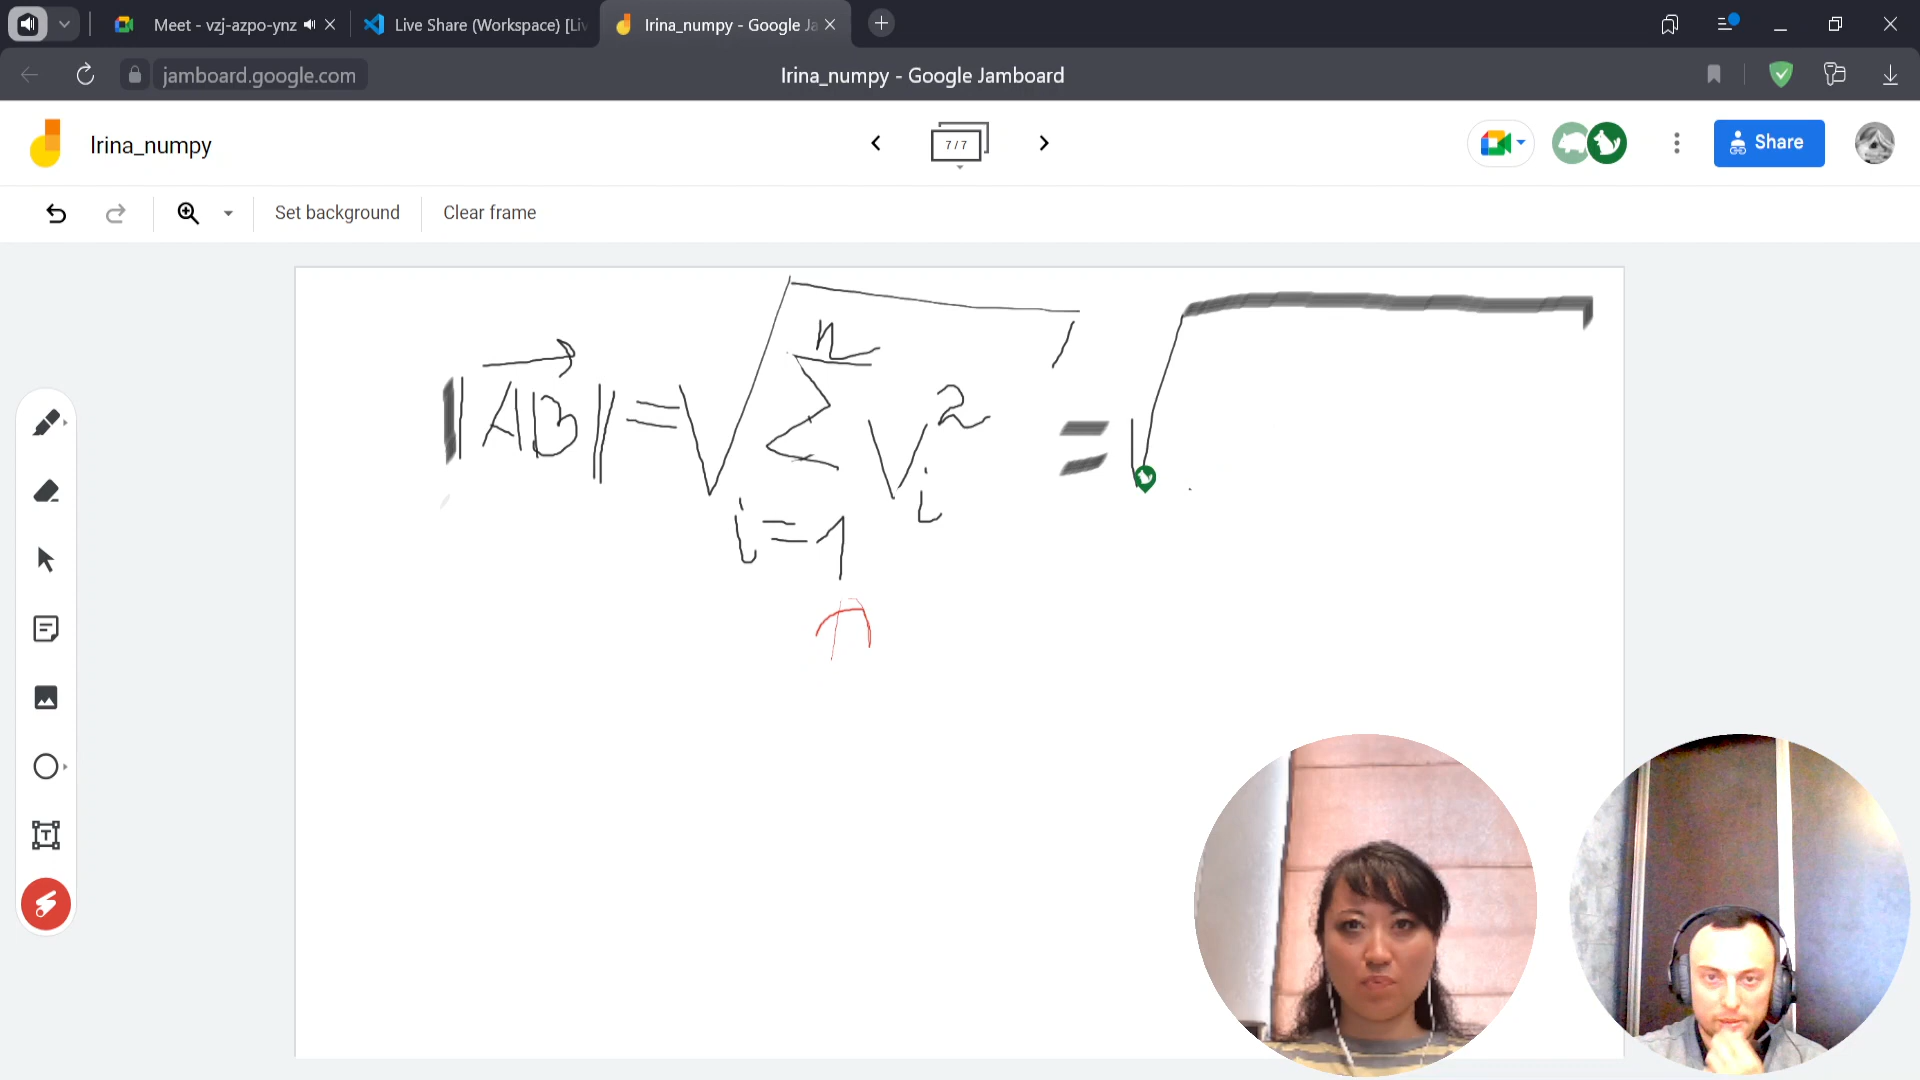 Meet - vzj-azpo-ynz
Live Share (Workspace) [Liv
Irina_numpy - Google Ja
jamboard.google.com
Irina_numpy - Google Jamboard
Irina_numpy
7 / 7
Share
Set background
Clear frame
n
‖AB‖ = √ Σ Vi² = √
i=1
T